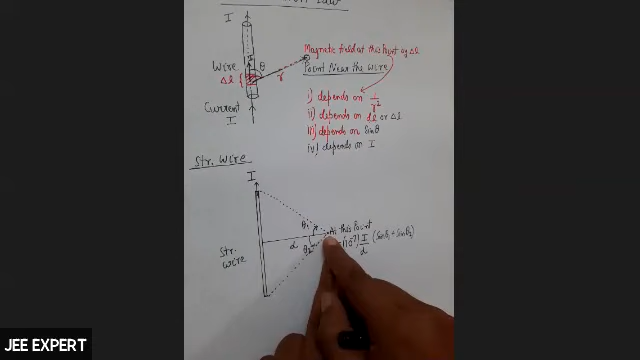 Law
I
Wire
θ
Δl
r
I
Magnetic field at this Point by Δl
Point Near the wire
i) depends on 1/r²
ii) depends on dl or Δl
iii) depends on Sinθ
iv) depends on I
Current
I
Str. Wire
I
θ₁
At this Point
d
θ₂
(10⁻⁷) I/d (Sinθ₁ + Sinθ₂)
Str.
wire
JEE EXPERT